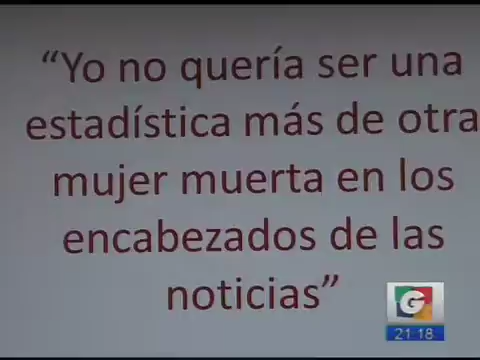 “Yo no quería ser una
estadística más de otra
mujer muerta en los
encabezados de las
noticias”
G
21:18